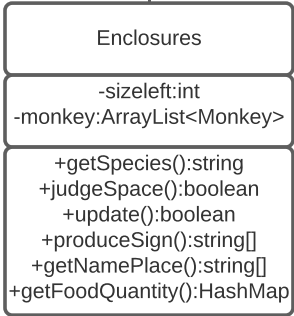 Enclosures
-sizeleft:int
-monkey:ArrayList<Monkey>
+getSpecies():string
+judgeSpace():boolean
+update():boolean
+produceSign():string[]
+getNamePlace():string[]
+getFoodQuantity():HashMap